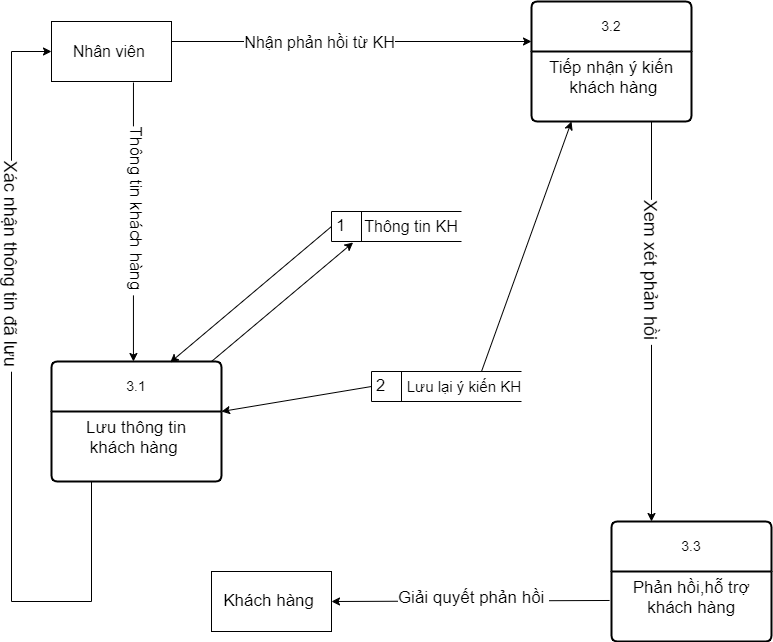 Nhân viên
Nhận phản hồi từ KH
3.2
Tiếp nhận ý kiến
khách hàng
Thông tin khách hàng
Xác nhận thông tin đã lưu
1
Thông tin KH
Xem xét phản hồi
3.1
Lưu thông tin
khách hàng
2
Lưu lại ý kiến KH
3.3
Phản hồi,hỗ trợ
khách hàng
Giải quyết phản hồi
Khách hàng